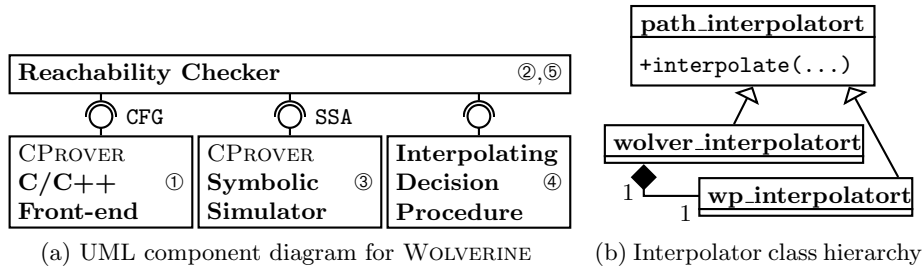 Reachability Checker ②,⑤
CFG
SSA
CPROVER
C/C++ ①
Front-end
CPROVER
Symbolic ③
Simulator
Interpolating
Decision ④
Procedure
(a) UML component diagram for WOLVERINE
path_interpolatort
+interpolate(...)
wolver_interpolatort
1
wp_interpolatort
1
(b) Interpolator class hierarchy